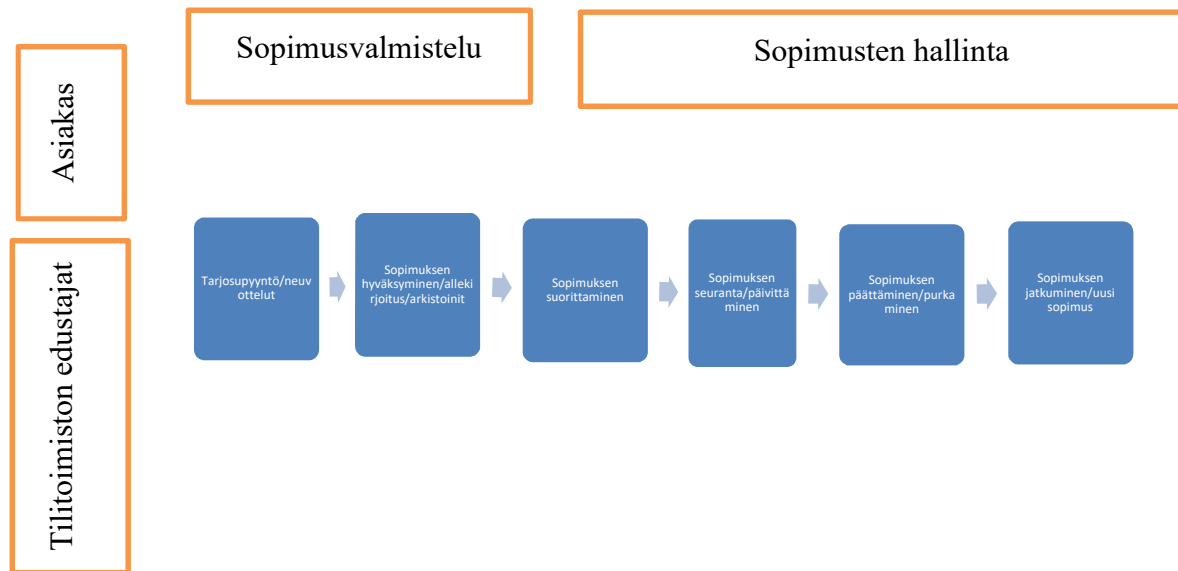 Sopimusvalmistelu
Sopimusten hallinta
Asiakas
Tilitoimiston edustajat
Tarjosupyyntö/neuv
ottelut
Sopimuksen
hyväksyminen/alleki
rjoitus/arkistoinit
Sopimuksen
suorittaminen
Sopimuksen
seuranta/päivittä
minen
Sopimuksen
päättäminen/purka
minen
Sopimuksen
jatkuminen/uusi
sopimus